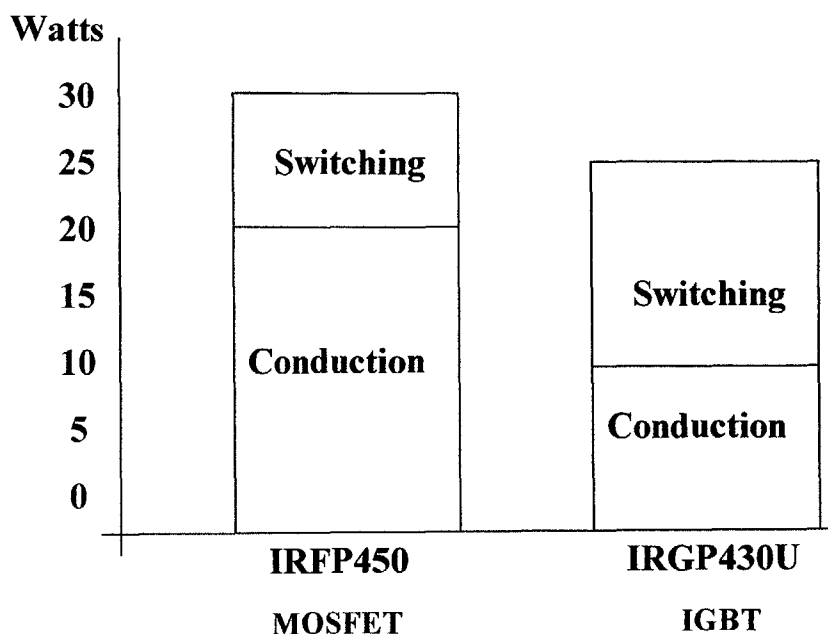 Watts
30
25
20
15
10
5
0
Switching
Conduction
Switching
Conduction
IRFP450
IRGP430U
MOSFET
IGBT